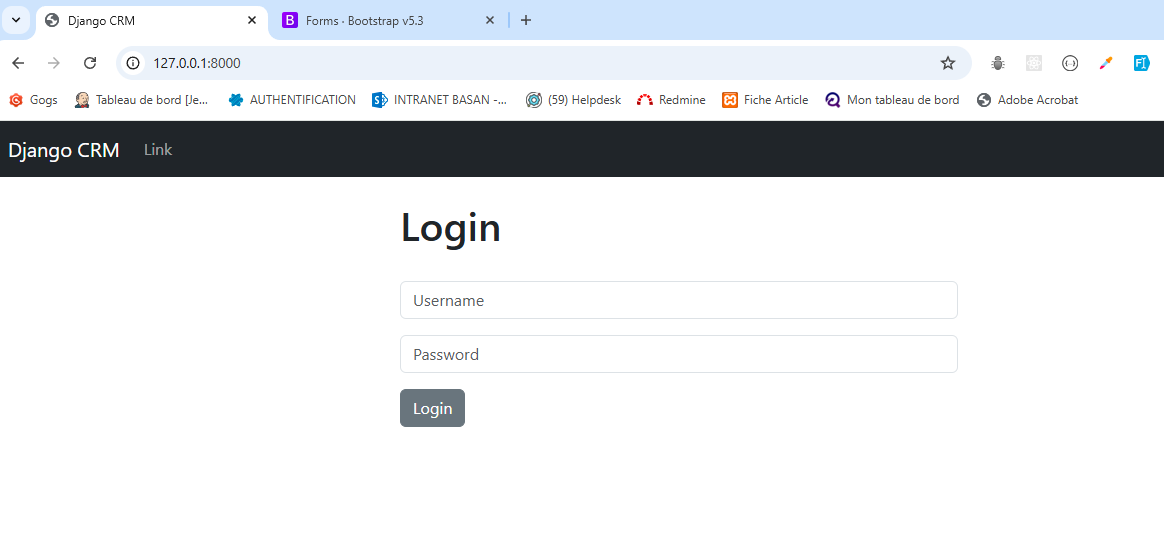 Django CRM
B Forms · Bootstrap v5.3
127.0.0.1:8000
Gogs Tableau de bord [Je... AUTHENTIFICATION INTRANET BASAN -... (59) Helpdesk Redmine Fiche Article Mon tableau de bord Adobe Acrobat
Django CRM Link
Login
Username
Password
Login